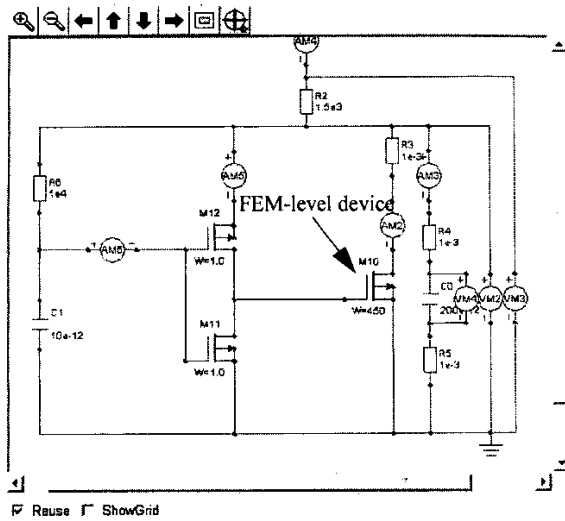 AM4
R2
1.5e3
R6
1e4
AM5
R3
1e-3
AM3
FEM-level device
M12
AM2
R4
1e-3
AM6
W=1.0
M10
C0
VM4
VM2
VM3
C1
10e-12
W=450
M11
R5
1e-3
W=1.0
Reuse
ShowGrid